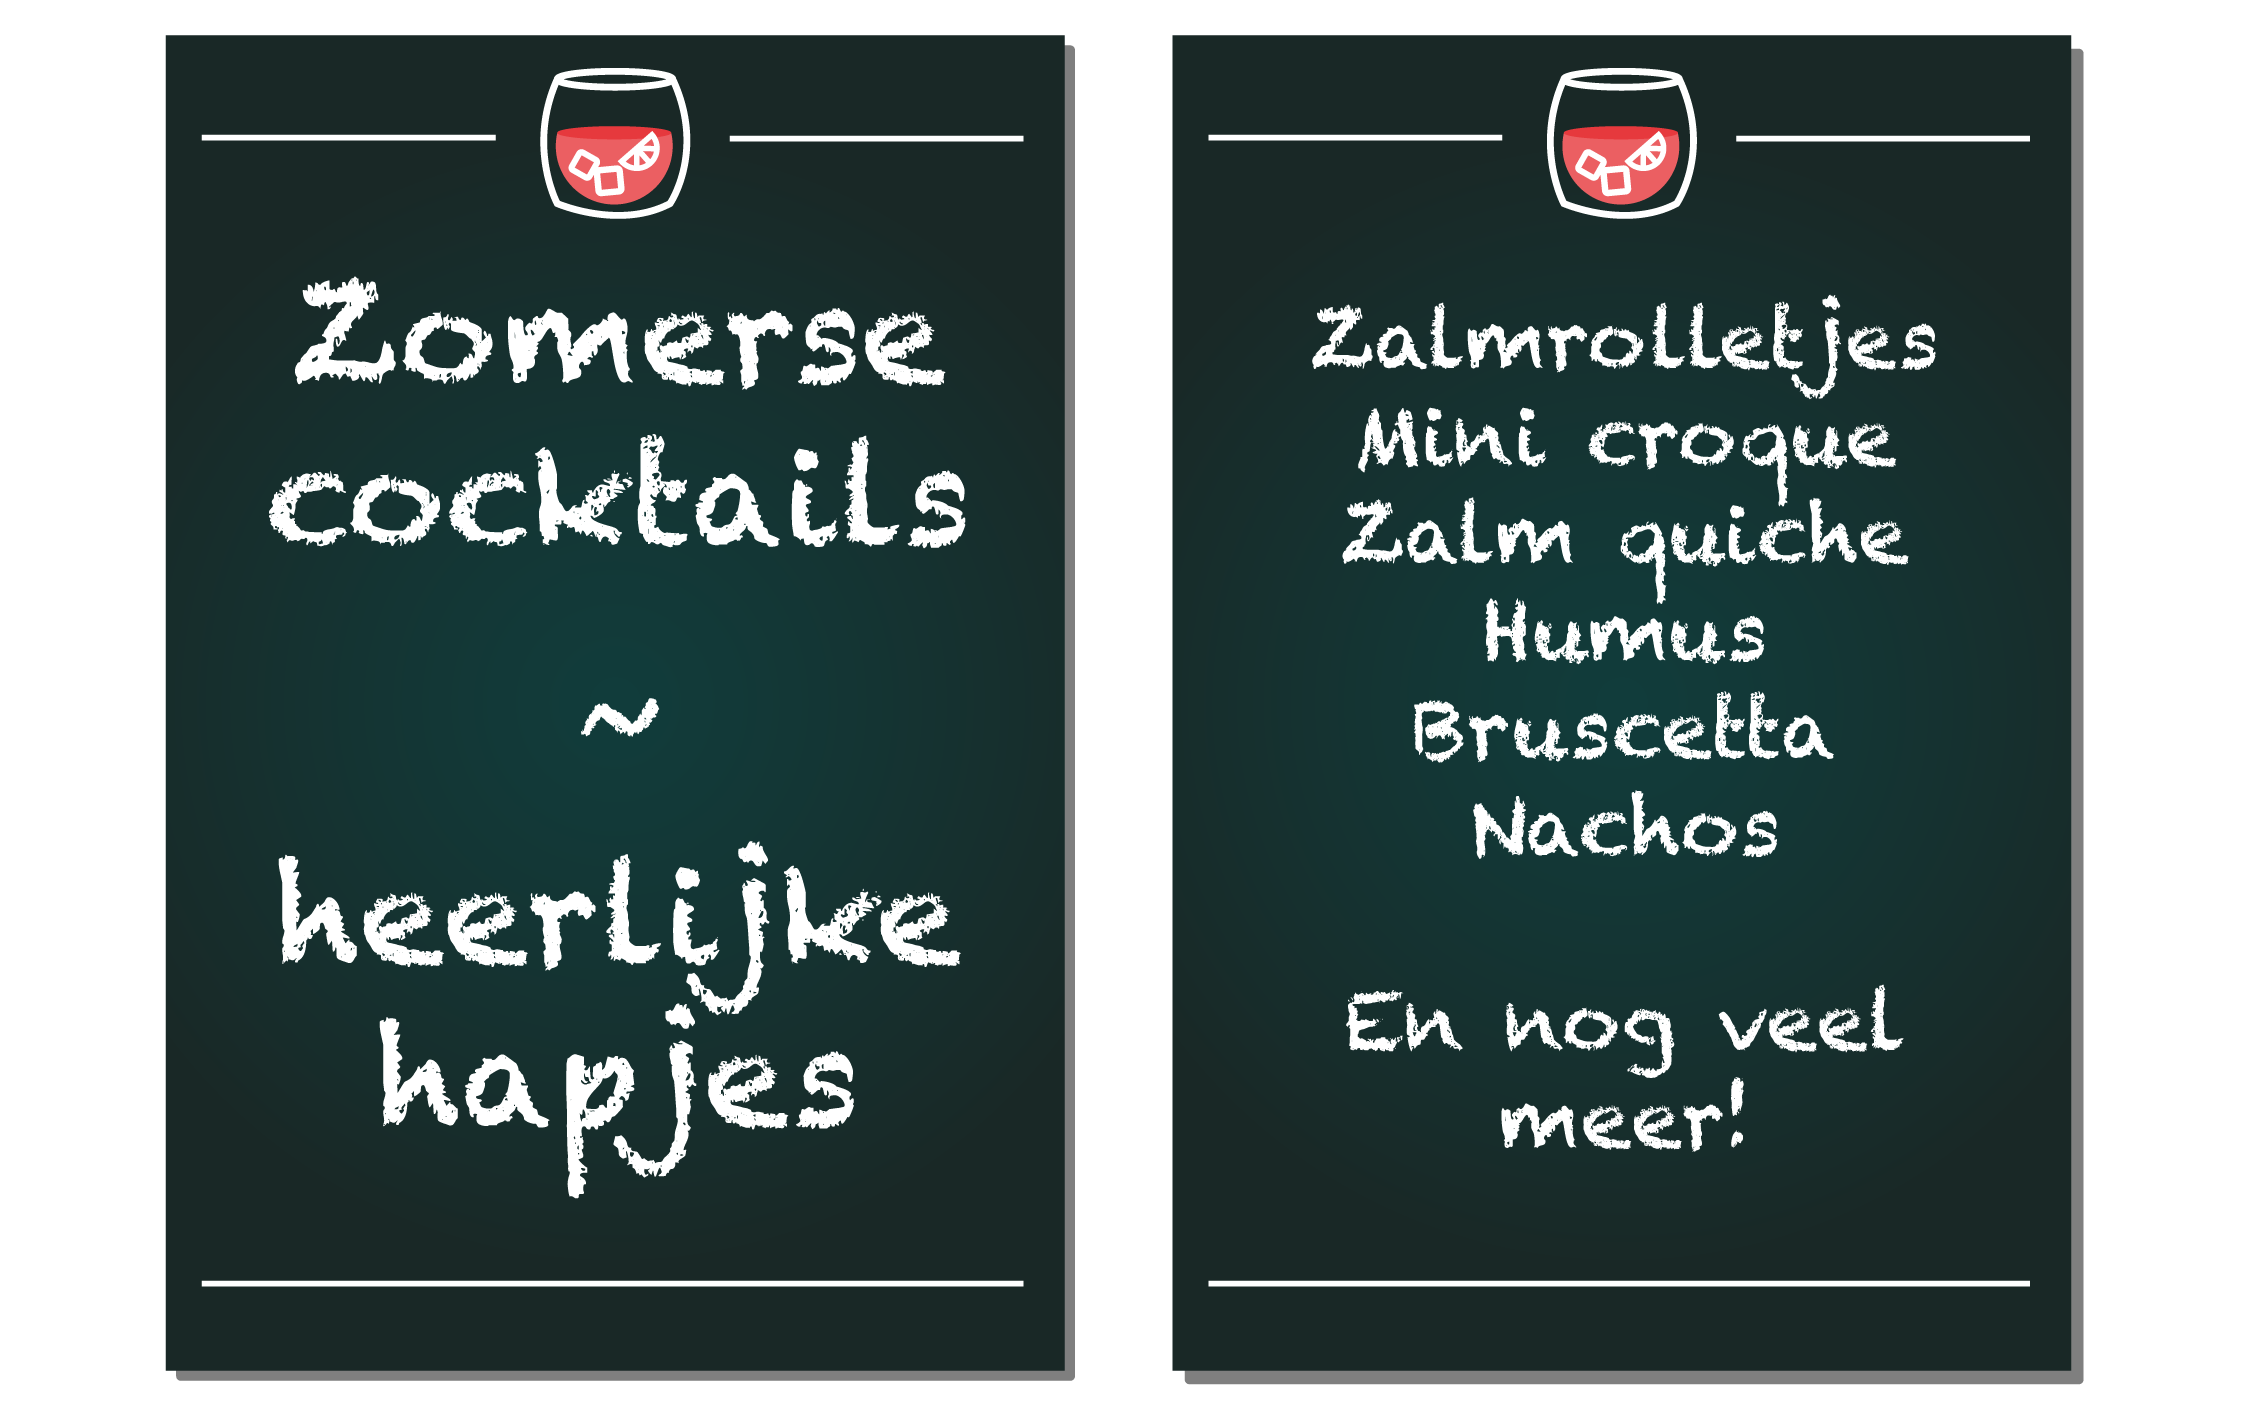 Zomerse
cocktails
~
heerlijke
hapjes
Zalmrolletjes
Mini croque
Zalm quiche
Humus
Bruscetta
Nachos
En nog veel
meer!